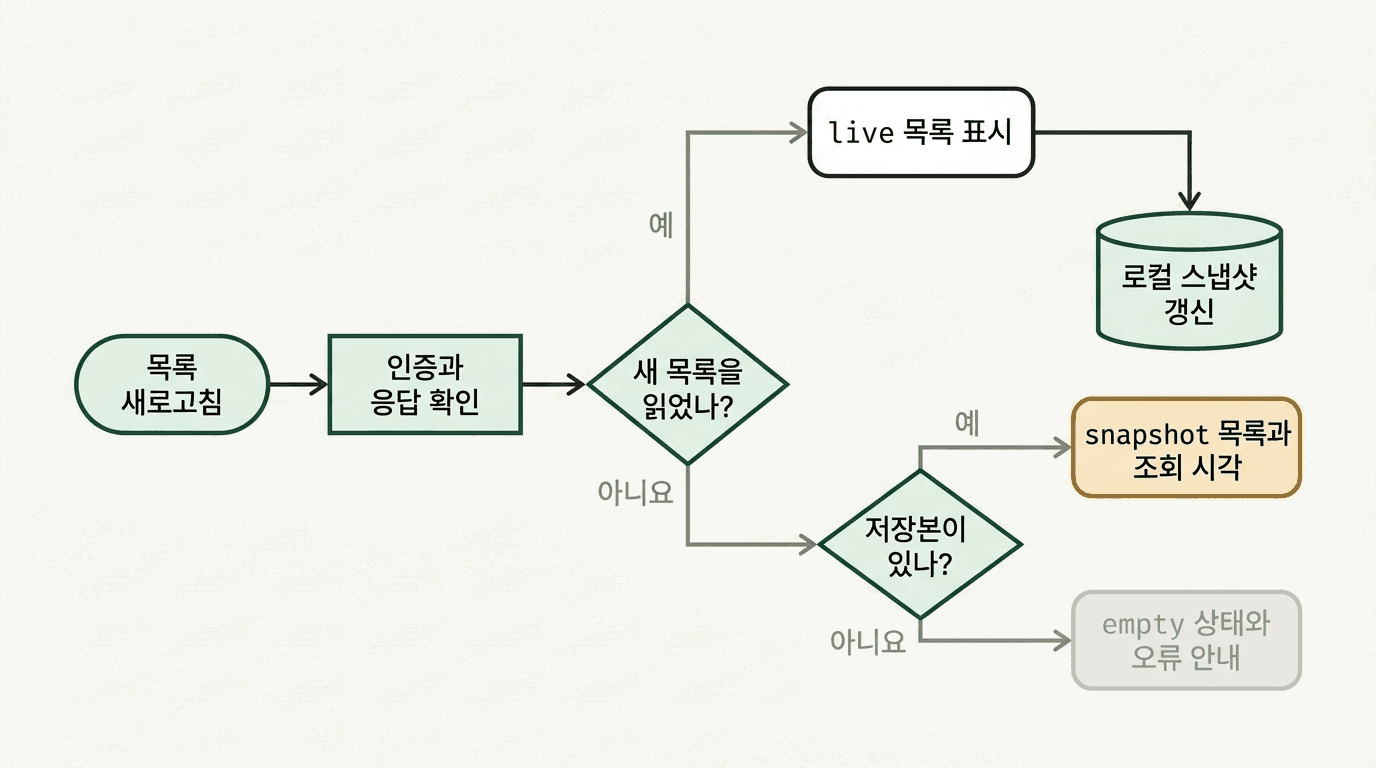 live 목록 표시
예
로컬 스냅샷
갱신
목록
새로고침
인증과
응답 확인
새 목록을
읽었나?
아니요
예
snapshot 목록과
조회 시각
저장본이
있나?
아니요
empty 상태와
오류 안내